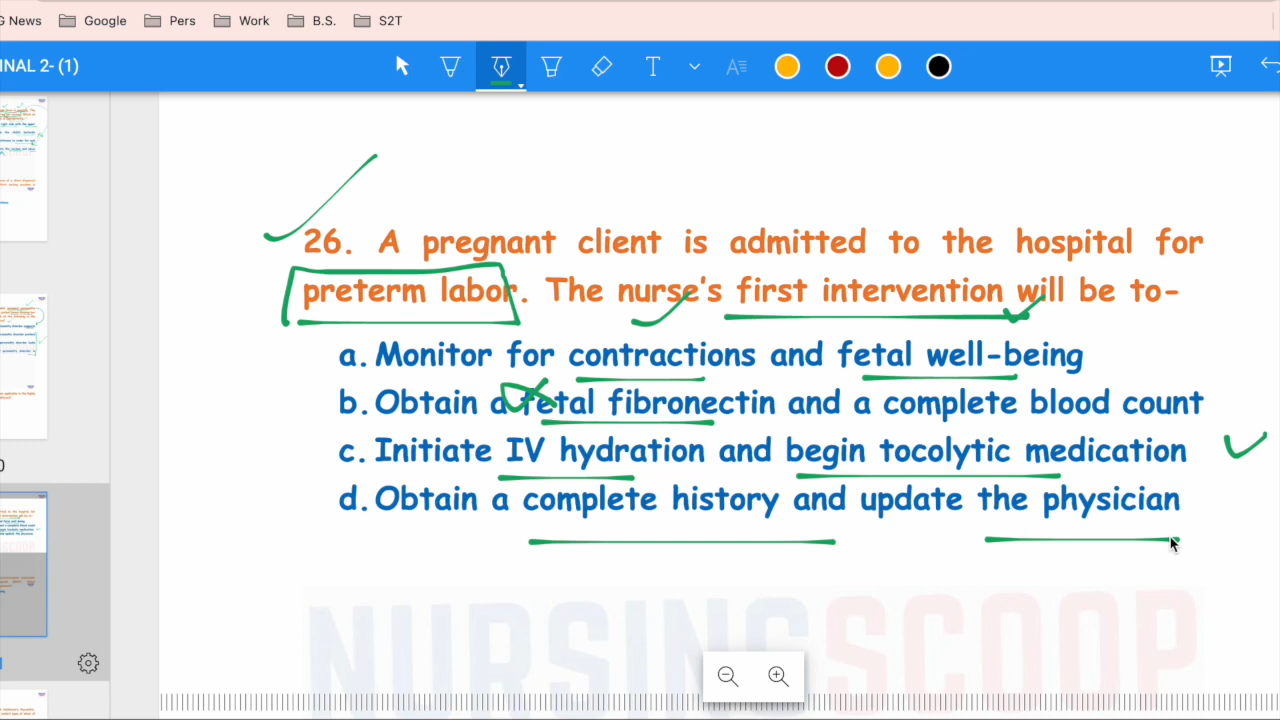 G News Google Pers Work B.S. S2T
INAL 2- (1)
26. A pregnant client is admitted to the hospital for
preterm labor. The nurse's first intervention will be to-
a. Monitor for contractions and fetal well-being
b. Obtain a fetal fibronectin and a complete blood count
c. Initiate IV hydration and begin tocolytic medication
d. Obtain a complete history and update the physician
NURSINGSCOOP